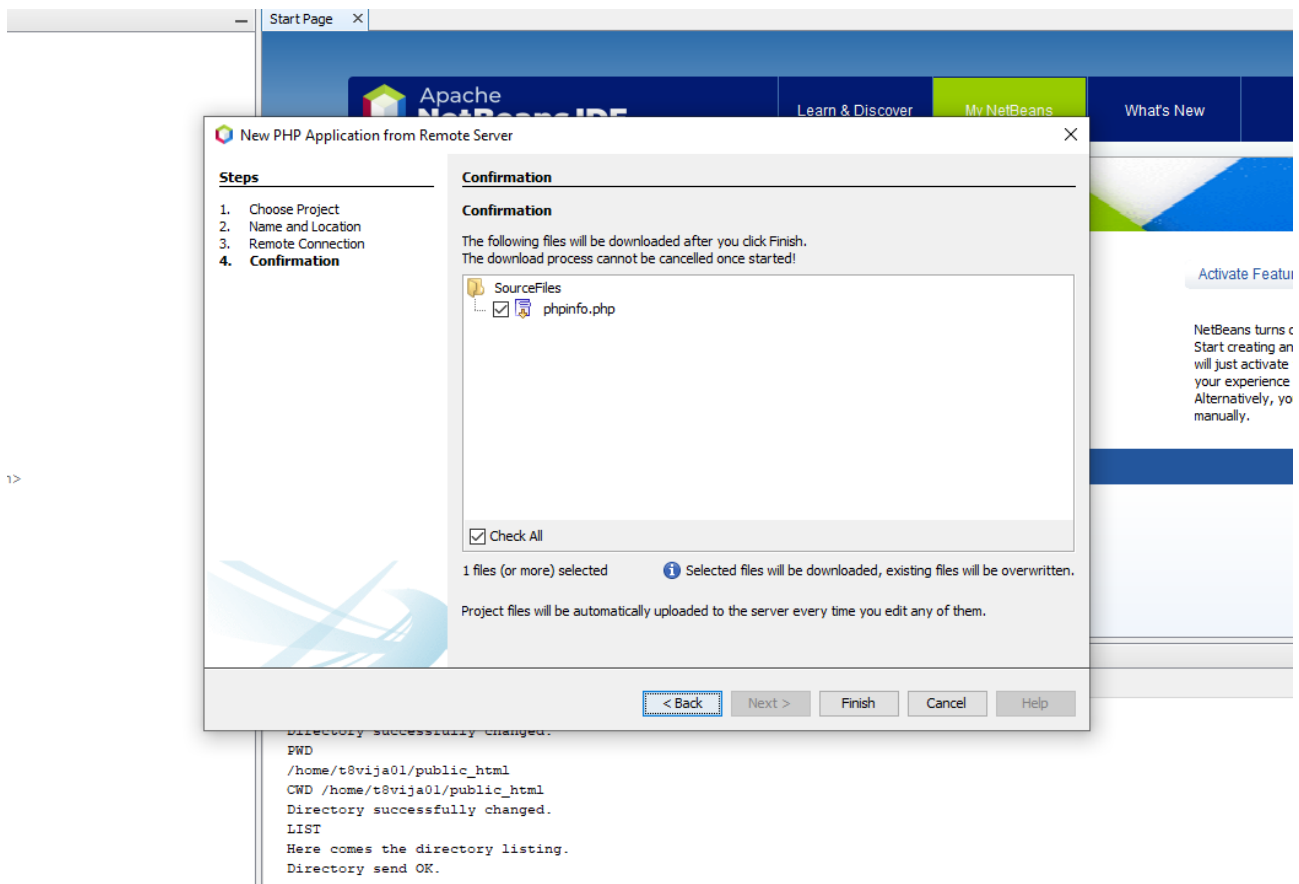 Start Page
Apache
NetBeans IDE
Learn & Discover
My NetBeans
What's New
New PHP Application from Remote Server
Steps
1. Choose Project
2. Name and Location
3. Remote Connection
4. Confirmation
Confirmation
Confirmation
The following files will be downloaded after you click Finish.
The download process cannot be cancelled once started!
SourceFiles
phpinfo.php
Check All
1 files (or more) selected
Selected files will be downloaded, existing files will be overwritten.
Project files will be automatically uploaded to the server every time you edit any of them.
< Back
Next >
Finish
Cancel
Help
Activate Featu
NetBeans turns
Start creating an
will just activate
your experience
Alternatively, yo
manually.
Directory successfully changed.
PWD
/home/t8vija01/public_html
CWD /home/t8vija01/public_html
Directory successfully changed.
LIST
Here comes the directory listing.
Directory send OK.